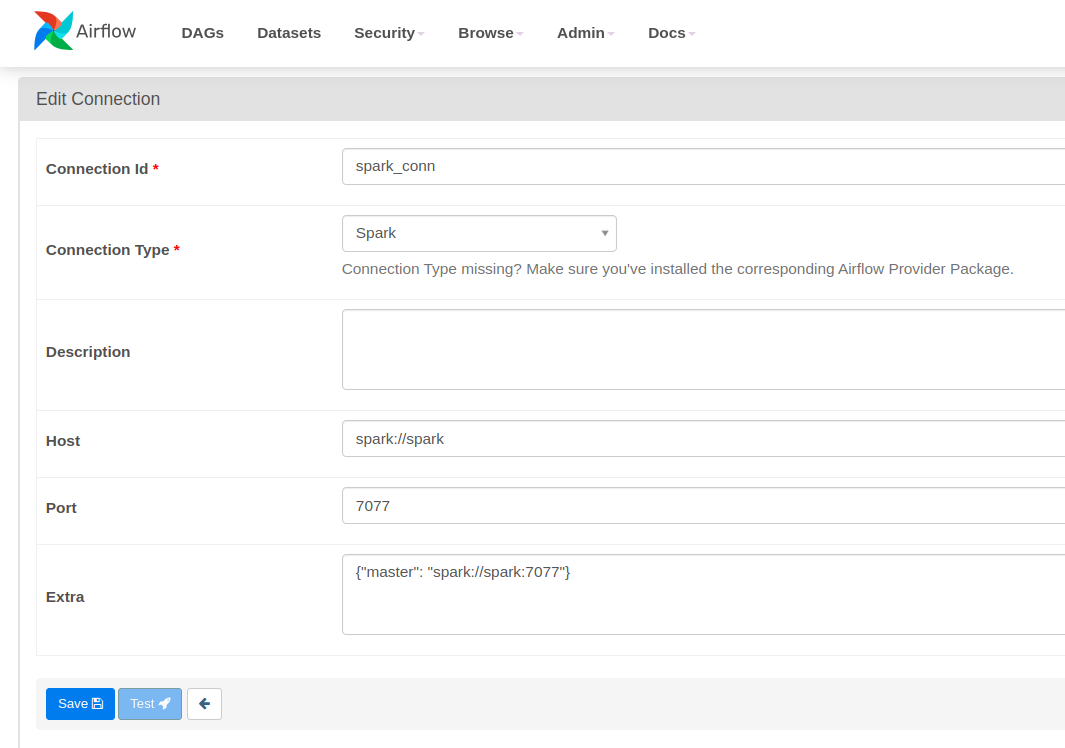 Airflow DAGs Datasets Security Browse Admin Docs
Edit Connection
Connection Id * spark_conn
Connection Type * Spark
Connection Type missing? Make sure you've installed the corresponding Airflow Provider Package.
Description
Host spark://spark
Port 7077
Extra {"master": "spark://spark:7077"}
Save Test